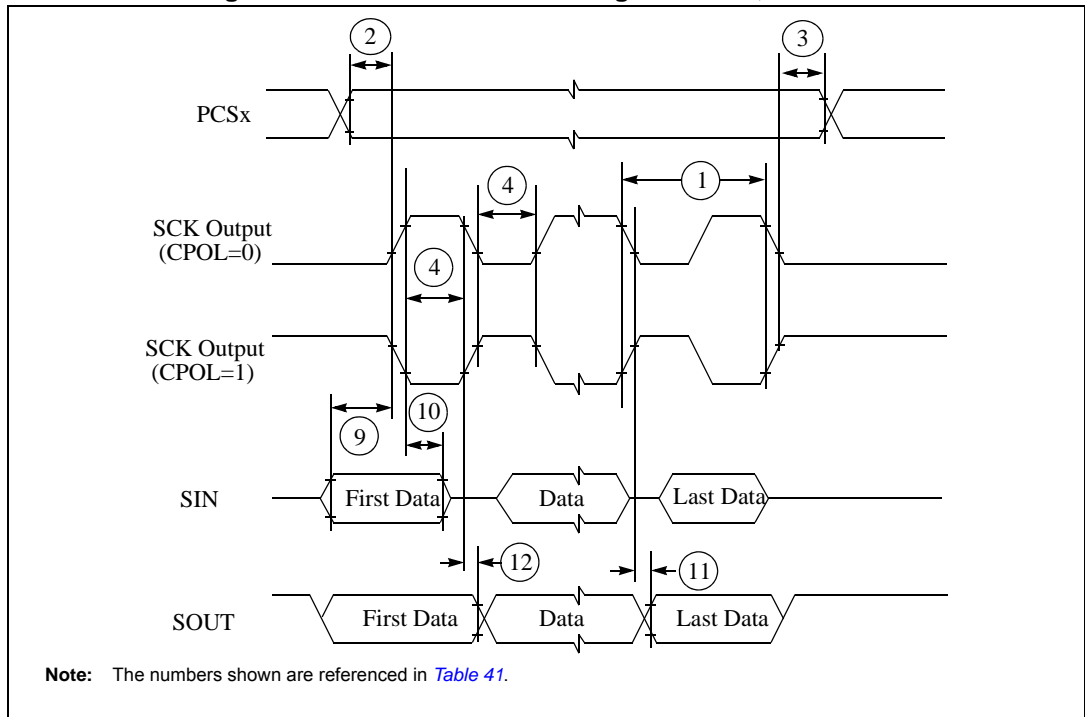 2
3
PCSx
4
1
SCK Output
(CPOL=0)
4
SCK Output
(CPOL=1)
10
9
SIN
First Data
Data
Last Data
12
11
SOUT
First Data
Data
Last Data
Note: The numbers shown are referenced in Table 41.